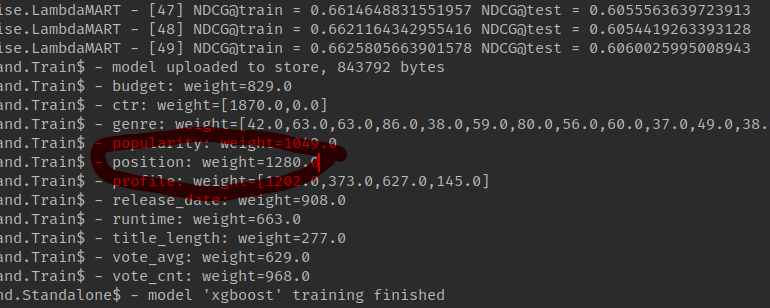 ise.LambdaMART - [47] NDCG@train = 0.6614648831551957 NDCG@test = 0.6055563639723913
ise.LambdaMART - [48] NDCG@train = 0.6621164342955416 NDCG@test = 0.6054419263393128
ise.LambdaMART - [49] NDCG@train = 0.6625805663901578 NDCG@test = 0.6060025995008943
and.Train$ - model uploaded to store, 843792 bytes
and.Train$ - budget: weight=829.0
and.Train$ - ctr: weight=[1870.0,0.0]
and.Train$ - genre: weight=[42.0,63.0,63.0,86.0,38.0,59.0,80.0,56.0,60.0,37.0,49.0,38.
and.Train$ - popularity: weight=1049.0
and.Train$ - position: weight=1280.0
and.Train$ - profile: weight=[1202.0,373.0,627.0,145.0]
and.Train$ - release_date: weight=908.0
and.Train$ - runtime: weight=663.0
and.Train$ - title_length: weight=277.0
and.Train$ - vote_avg: weight=629.0
and.Train$ - vote_cnt: weight=968.0
nd.Standalone$ - model 'xgboost' training finished